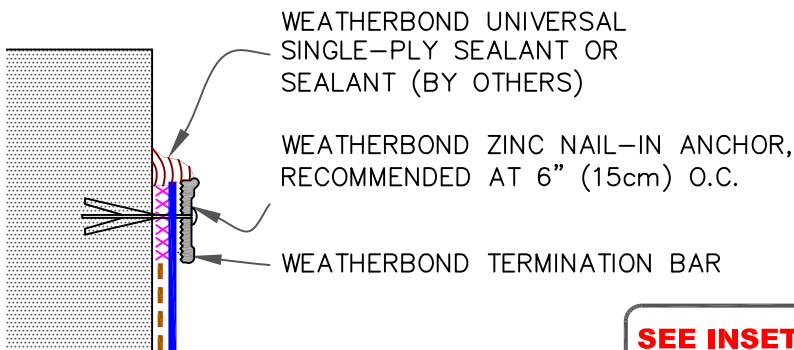 WEATHERBOND UNIVERSAL
SINGLE-PLY SEALANT OR
SEALANT (BY OTHERS)
WEATHERBOND ZINC NAIL-IN ANCHOR,
RECOMMENDED AT 6" (15cm) O.C.
WEATHERBOND TERMINATION BAR
SEE INSET